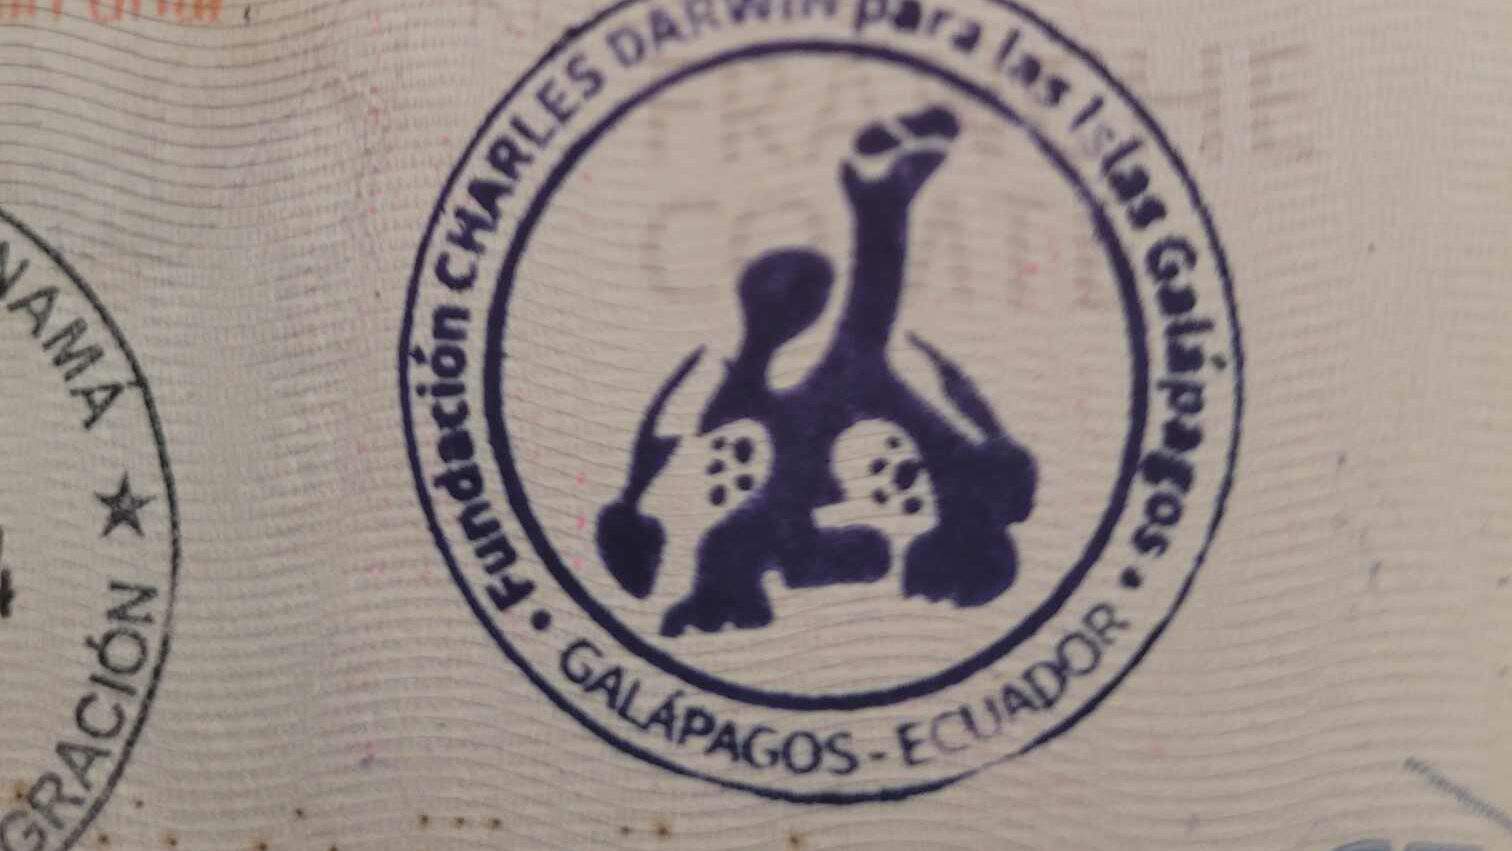 Fundación CHARLES DARWIN para las Islas Galápagos
GALÁPAGOS - ECUADOR
NAMÁ
GRACIÓN